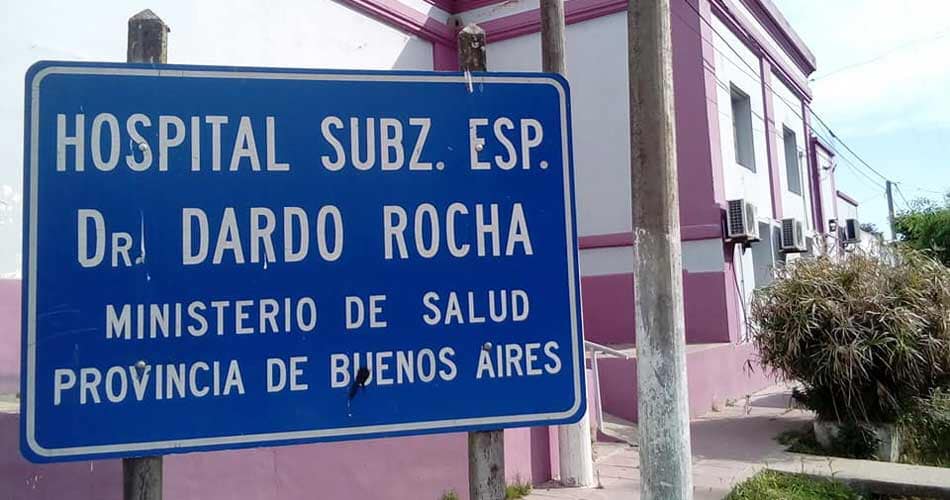 HOSPITAL SUBZ. ESP.
DR. DARDO ROCHA
MINISTERIO DE SALUD
PROVINCIA DE BUENOS AIRES